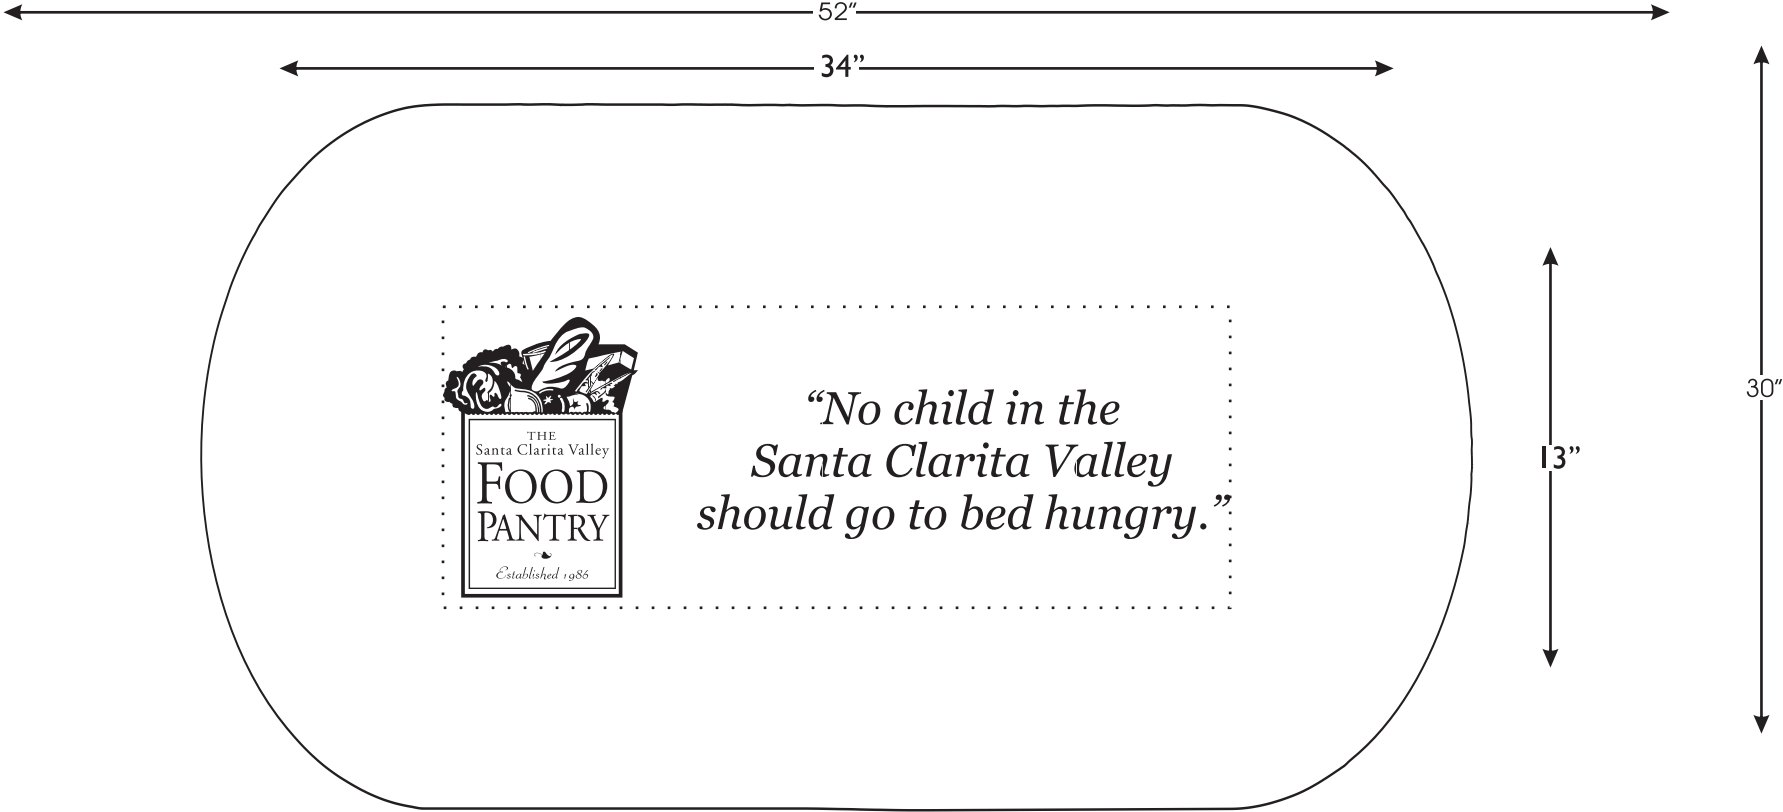 52”
34”
30”
13”
THE
Santa Clarita Valley
FOOD
PANTRY
Established 1986
“No child in the
Santa Clarita Valley
should go to bed hungry.”